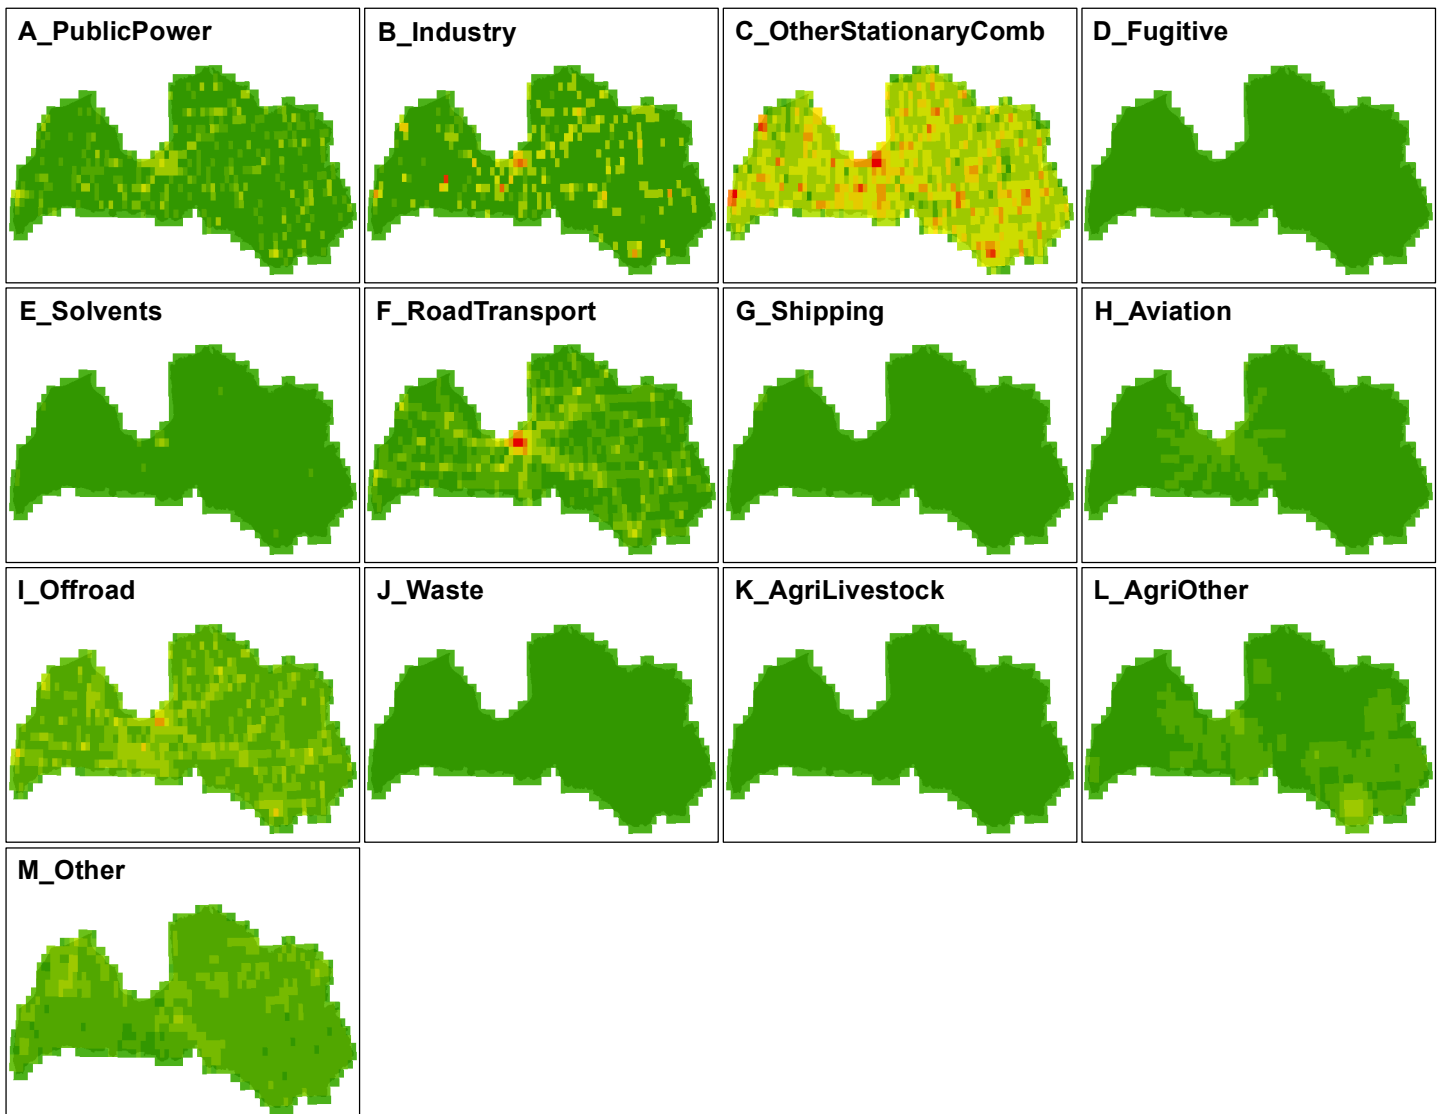 A_PublicPower
B_Industry
C_OtherStationaryComb
D_Fugitive
E_Solvents
F_RoadTransport
G_Shipping
H_Aviation
I_Offroad
J_Waste
K_AgriLivestock
L_AgriOther
M_Other